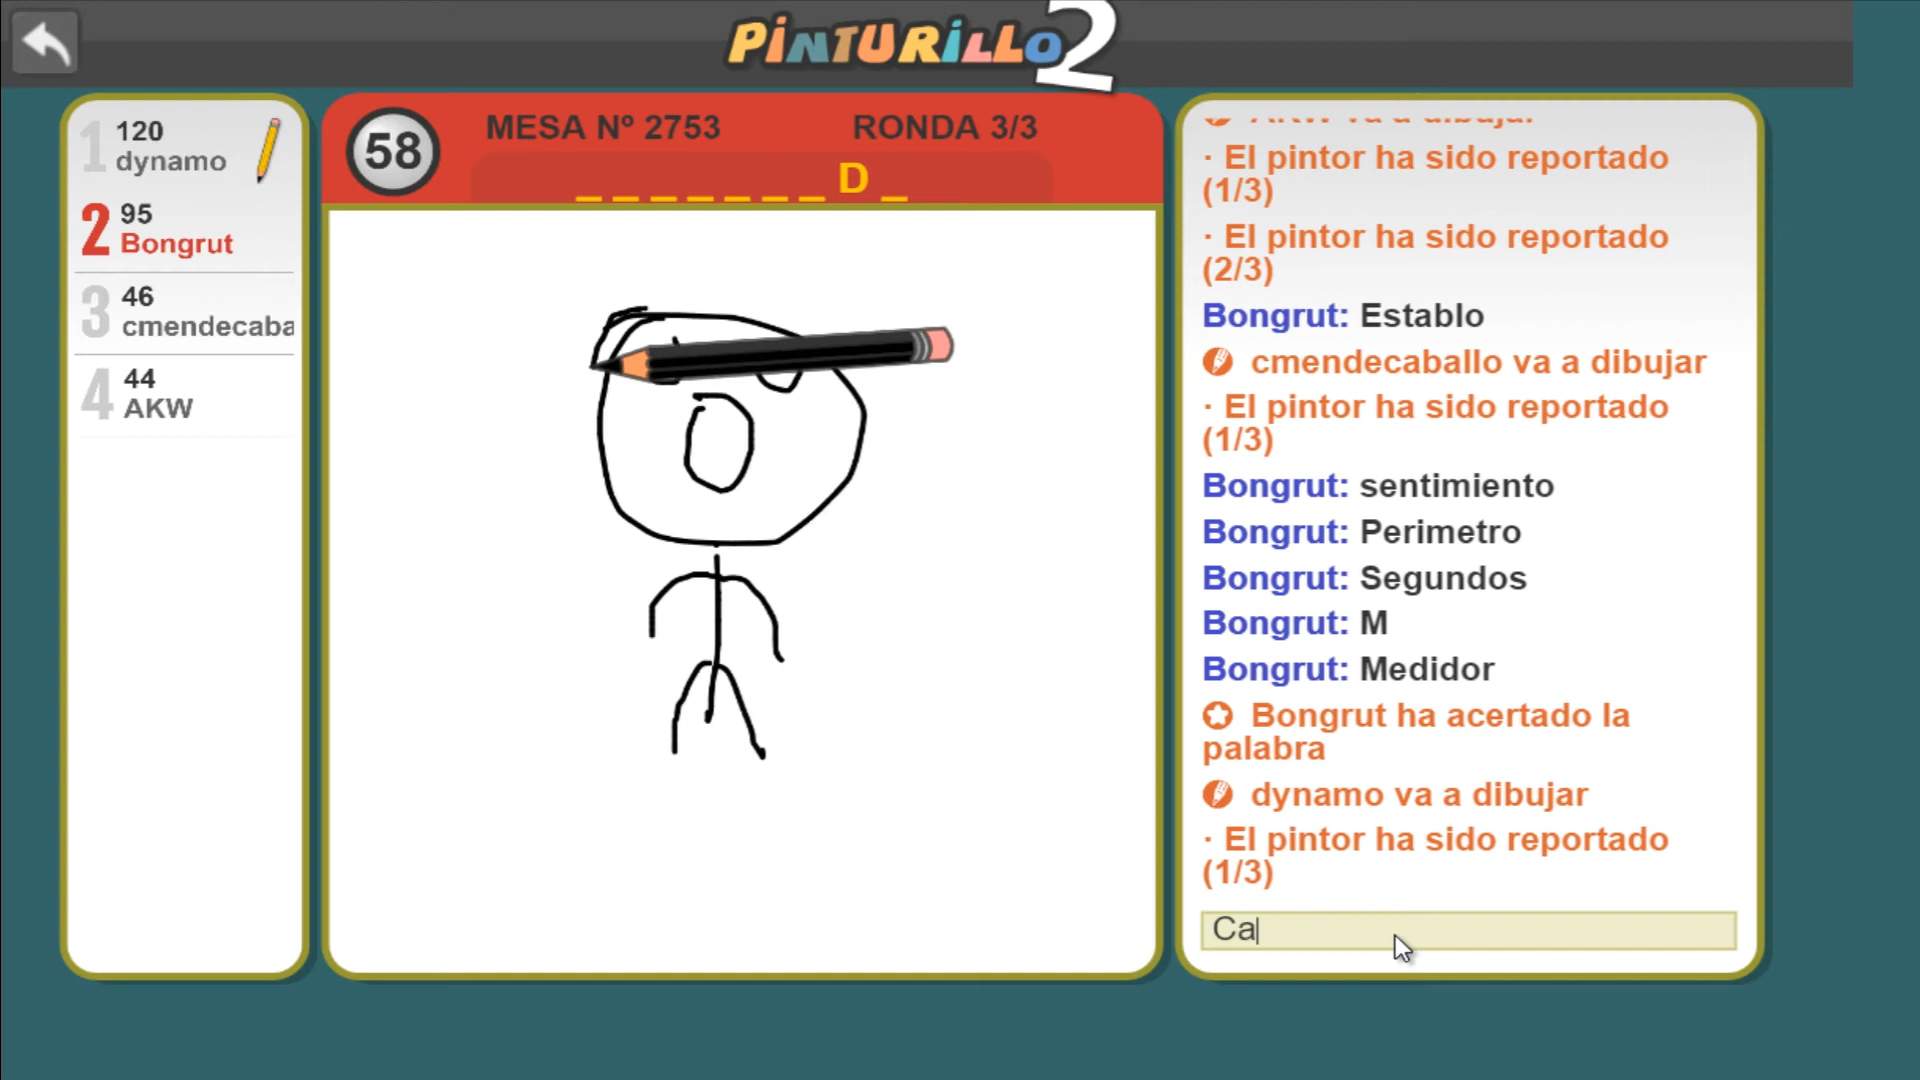 PINTURILLO 2
1 120
dynamo
2 95
Bongrut
3 46
cmendecaba
4 44
AKW
58
MESA Nº 2753
RONDA 3/3
_ _ _ _ _ _ _ D _
AKW va a dibujar
· El pintor ha sido reportado
(1/3)
· El pintor ha sido reportado
(2/3)
Bongrut: Establo
cmendecaballo va a dibujar
· El pintor ha sido reportado
(1/3)
Bongrut: sentimiento
Bongrut: Perimetro
Bongrut: Segundos
Bongrut: M
Bongrut: Medidor
Bongrut ha acertado la
palabra
dynamo va a dibujar
· El pintor ha sido reportado
(1/3)
Ca